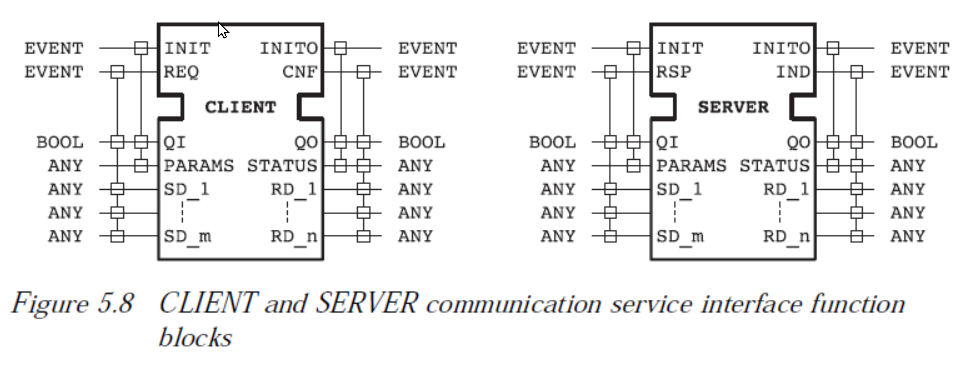 EVENT INIT INITO EVENT EVENT INIT INITO EVENT
EVENT REQ CNF EVENT EVENT RSP IND EVENT
CLIENT SERVER
BOOL QI QO BOOL BOOL QI QO BOOL
ANY PARAMS STATUS ANY ANY PARAMS STATUS ANY
ANY SD_1 RD_1 ANY ANY SD_1 RD_1 ANY
ANY ANY ANY ANY
ANY SD_m RD_n ANY ANY SD_m RD_n ANY
Figure 5.8 CLIENT and SERVER communication service interface function
blocks